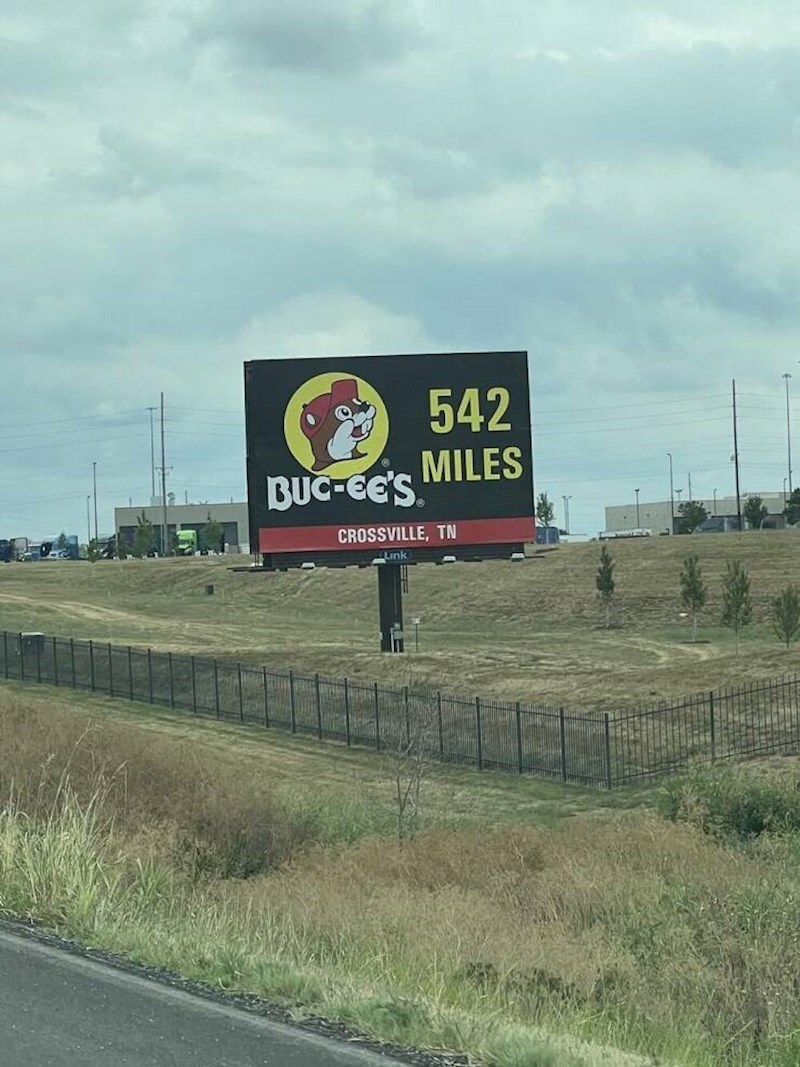 542
MILES
BUC-EE'S®
CROSSVILLE, TN
Link